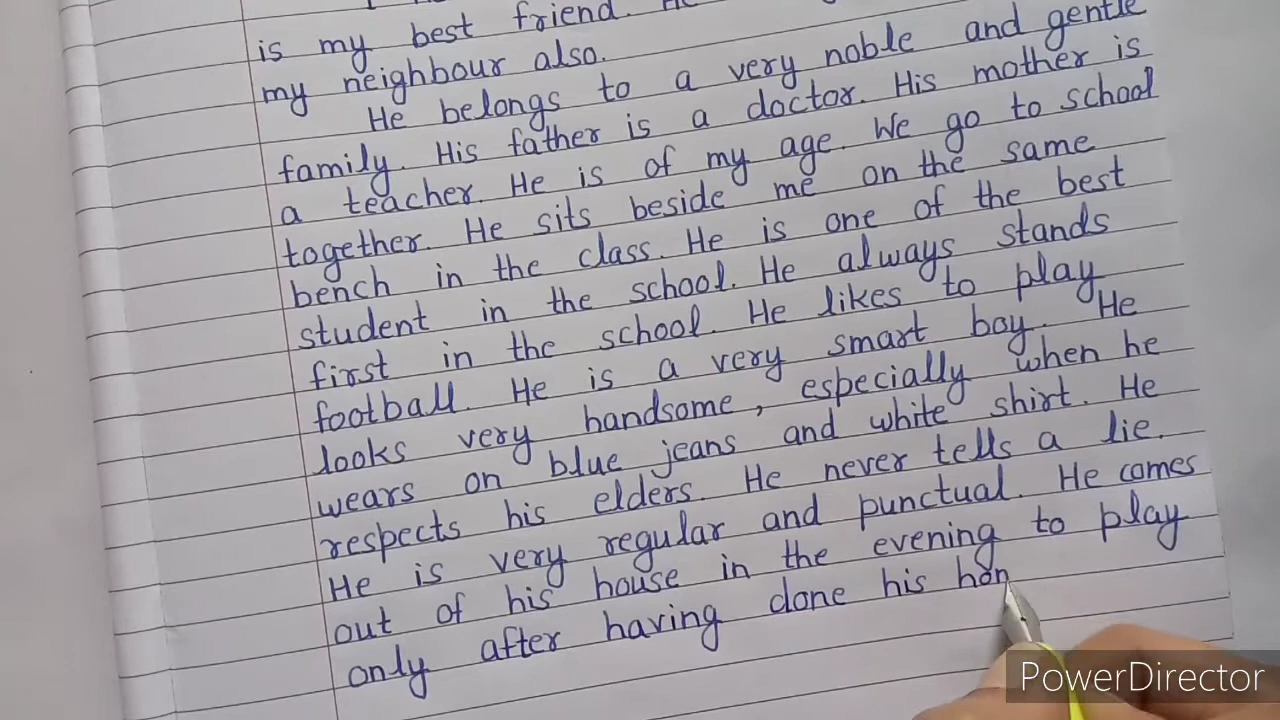 is my best friend. He
my neighbour also.
He belongs to a very noble and gentle
family. His father is a doctor. His mother is
a teacher. He is of my age. We go to school
together. He sits beside me on the same
bench in the class. He is one of the best
student in the school. He always stands
first in the school. He likes to play
football. He is a very smart boy. He
looks very handsome, especially when he
wears on blue jeans and white shirt. He
respects his elders. He never tells a lie.
He is very regular and punctual. He comes
out of his house in the evening to play
only after having done his hom
PowerDirector